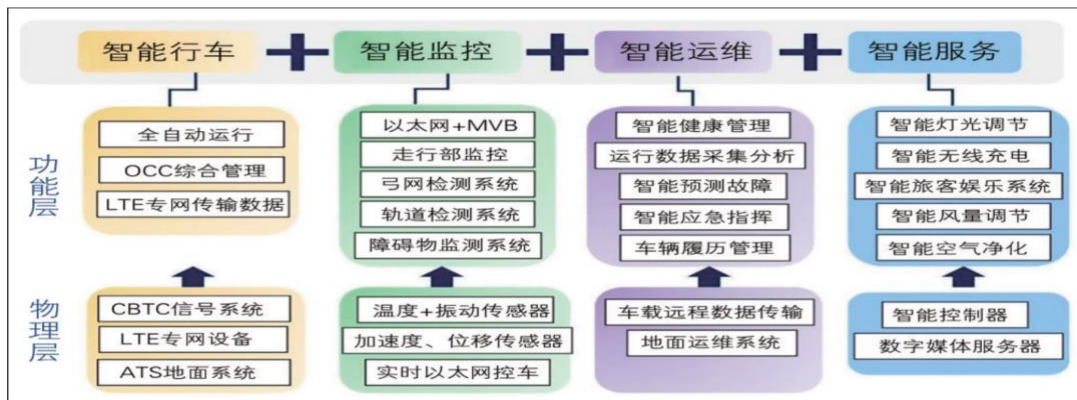 智能行车
智能监控
智能运维
智能服务
功能层
全自动运行
OCC综合管理
LTE专网传输数据
以太网+MVB
走行部监控
弓网检测系统
轨道检测系统
障碍物监测系统
智能健康管理
运行数据采集分析
智能预测故障
智能应急指挥
车辆履历管理
智能灯光调节
智能无线充电
智能旅客娱乐系统
智能风量调节
智能空气净化
物理层
CBTC信号系统
LTE专网设备
ATS地面系统
温度+振动传感器
加速度、位移传感器
实时以太网控车
车载远程数据传输
地面运维系统
智能控制器
数字媒体服务器